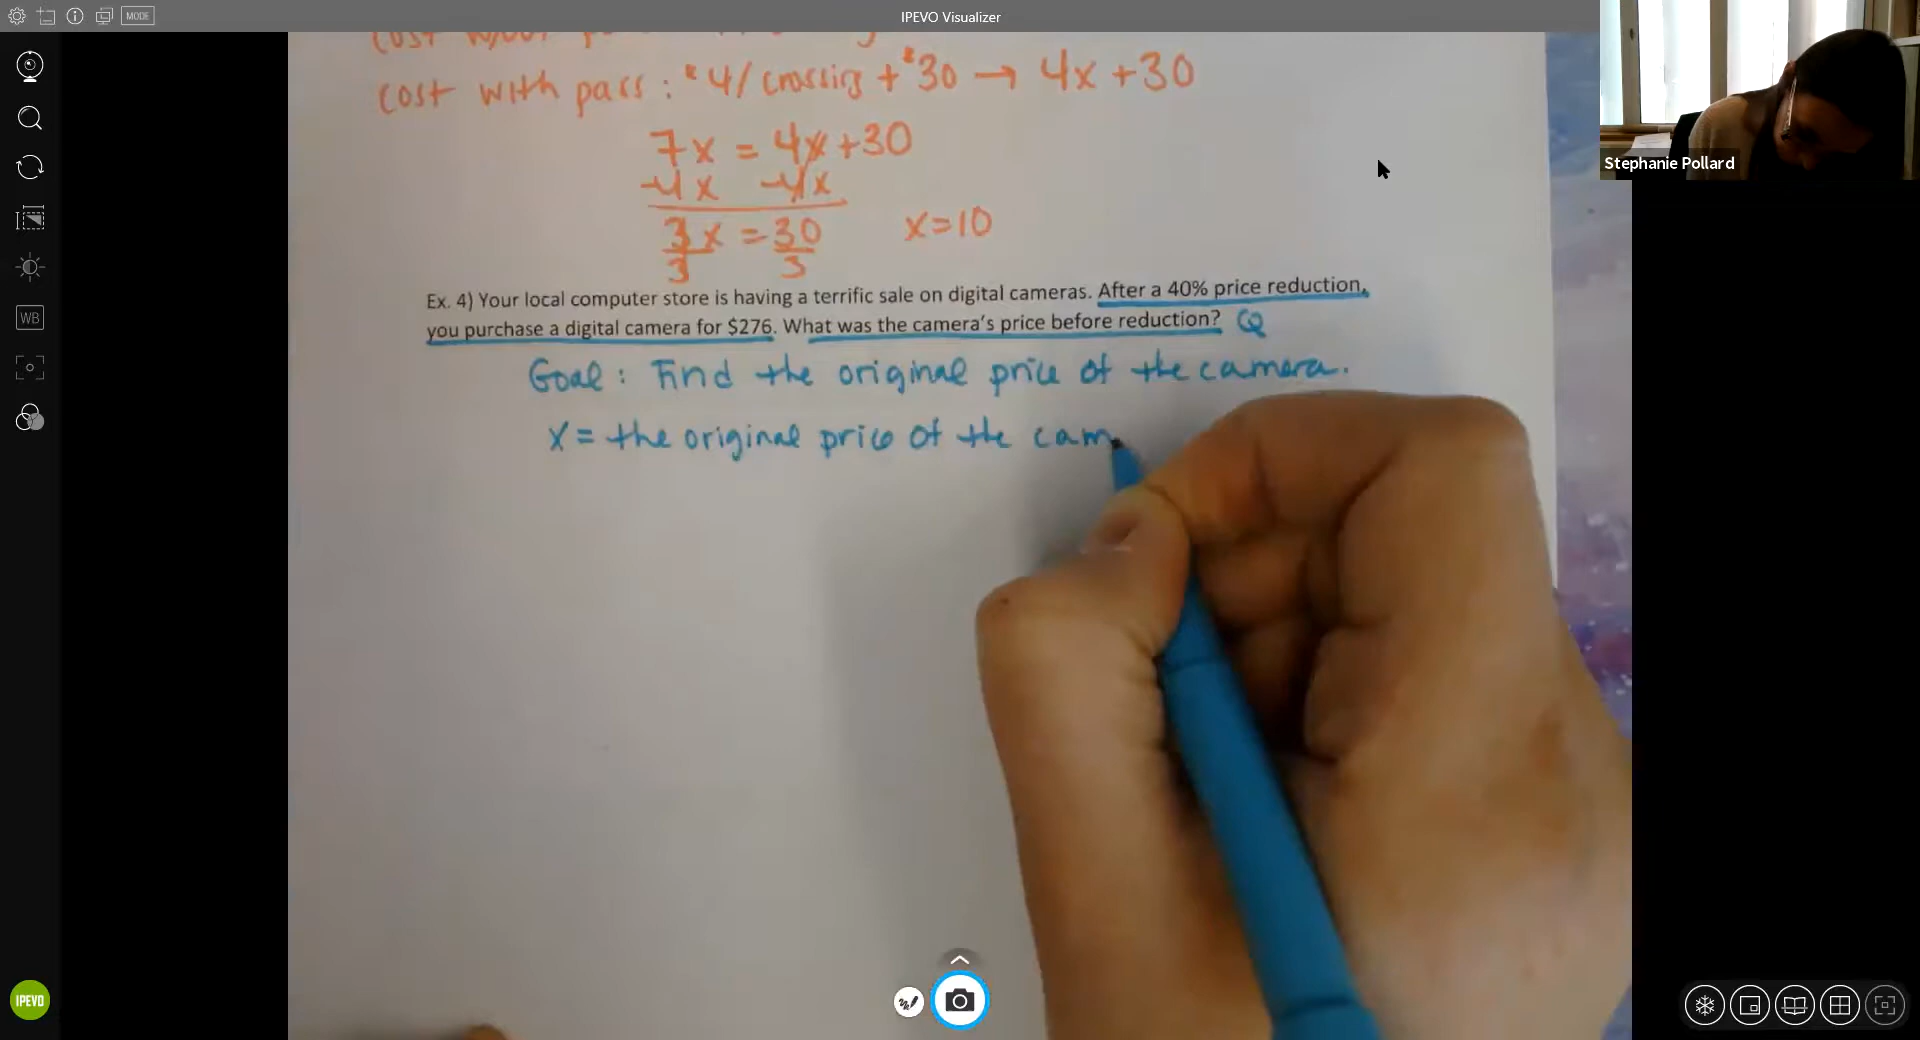 IPEVO Visualizer
MODE
cost with pass: $4/crossing + $30 → 4x +30
7x = 4x +30
-4x -4x
3x = 30
3 3
x=10
Stephanie Pollard
Ex. 4) Your local computer store is having a terrific sale on digital cameras. After a 40% price reduction,
you purchase a digital camera for $276. What was the camera's price before reduction? Q
Goal: Find the original price of the camera.
x = the original price of the cam
WB
IPEVO